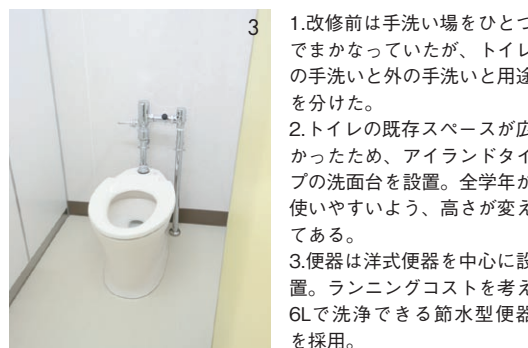 3
1.改修前は手洗い場をひとつ
でまかなっていたが、トイレ
の手洗いと外の手洗いと用途
を分けた。
2.トイレの既存スペースが広
かったため、アイランドタイ
プの洗面台を設置。全学年が
使いやすいよう、高さが変え
てある。
3.便器は洋式便器を中心に設
置。ランニングコストを考え
6Lで洗浄できる節水型便器
を採用。